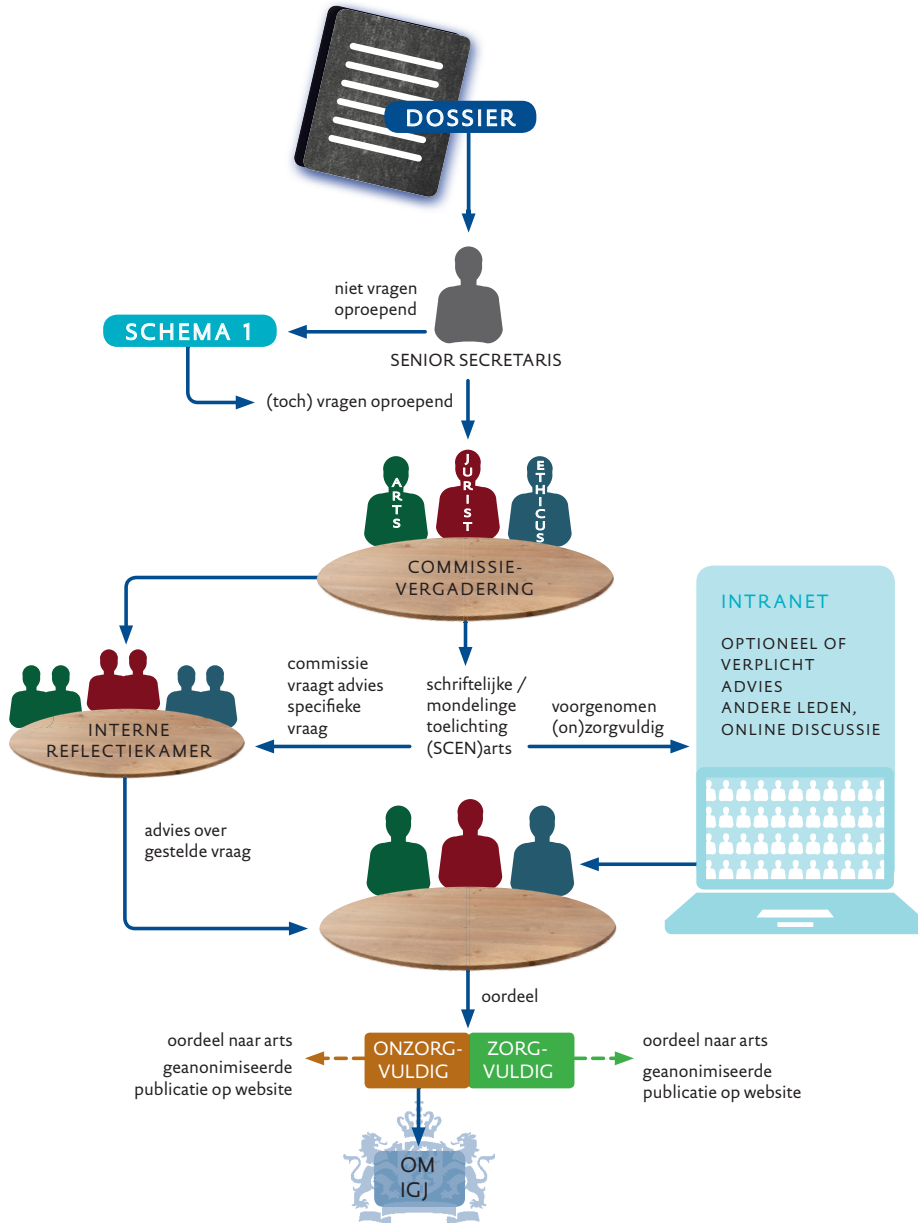 DOSSIER
niet vragen
oproepend
SCHEMA 1
SENIOR SECRETARIS
(toch) vragen oproepend
ARTS
JURIST
ETHICUS
COMMISSIE-
VERGADERING
INTRANET
OPTIONEEL OF
VERPLICHT
ADVIES
ANDERE LEDEN,
ONLINE DISCUSSIE
INTERNE
REFLECTIEKAMER
commissie
vraagt advies
specifieke
vraag
schriftelijke /
mondelinge
toelichting
(SCEN)arts
voorgenomen
(on)zorgvuldig
advies over
gestelde vraag
oordeel
oordeel naar arts
geanonimiseerde
publicatie op website
ONZORG-
VULDIG
ZORG-
VULDIG
oordeel naar arts
geanonimiseerde
publicatie op website
OM
IGJ